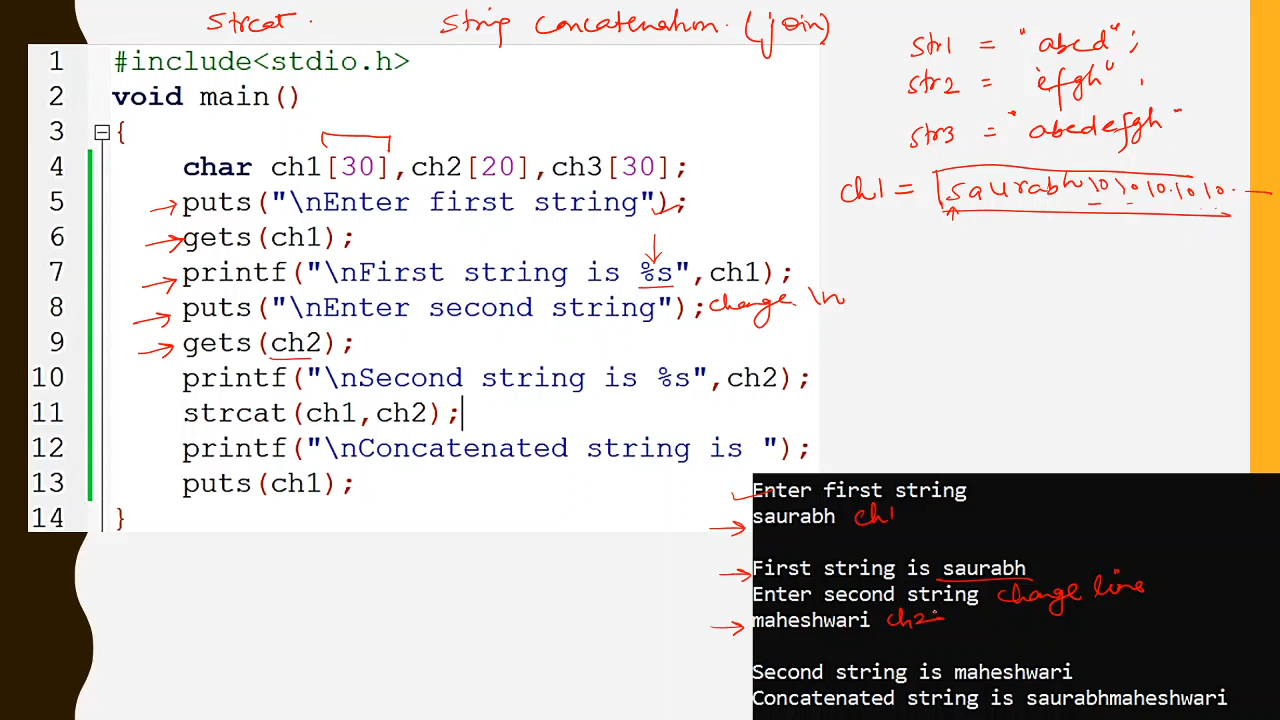 strcat. string concatenation. (join)
1 #include<stdio.h>
2 void main()
3 {
4 char ch1[30],ch2[20],ch3[30];
5 puts("\nEnter first string");
6 gets(ch1);
7 printf("\nFirst string is %s",ch1);
8 puts("\nEnter second string"); change \n
9 gets(ch2);
10 printf("\nSecond string is %s",ch2);
11 strcat(ch1,ch2);
12 printf("\nConcatenated string is ");
13 puts(ch1);
14 }
str1 = "abcd";
str2 = "efgh".
str3 = "abcdefgh"
ch1 = saurabh\0\0\0\0\0.
Enter first string
saurabh ch1
First string is saurabh
Enter second string change line
maheshwari ch2
Second string is maheshwari
Concatenated string is saurabhmaheshwari